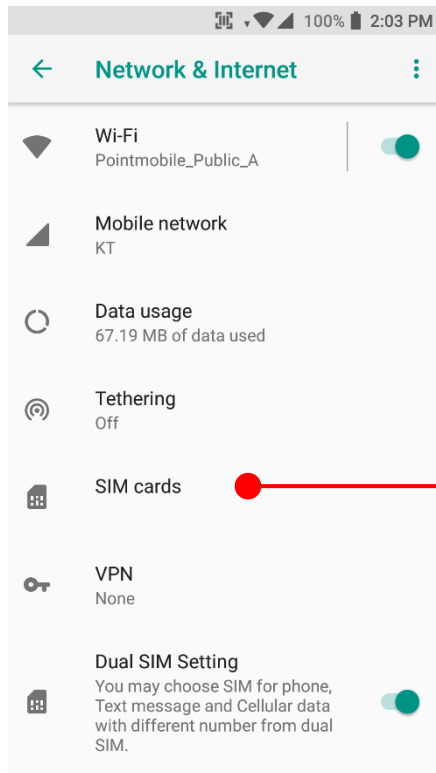 100% 2:03 PM
Network & Internet
Wi-Fi
Pointmobile_Public_A
Mobile network
KT
Data usage
67.19 MB of data used
Tethering
Off
SIM cards
VPN
None
Dual SIM Setting
You may choose SIM for phone,
Text message and Cellular data
with different number from dual
SIM.